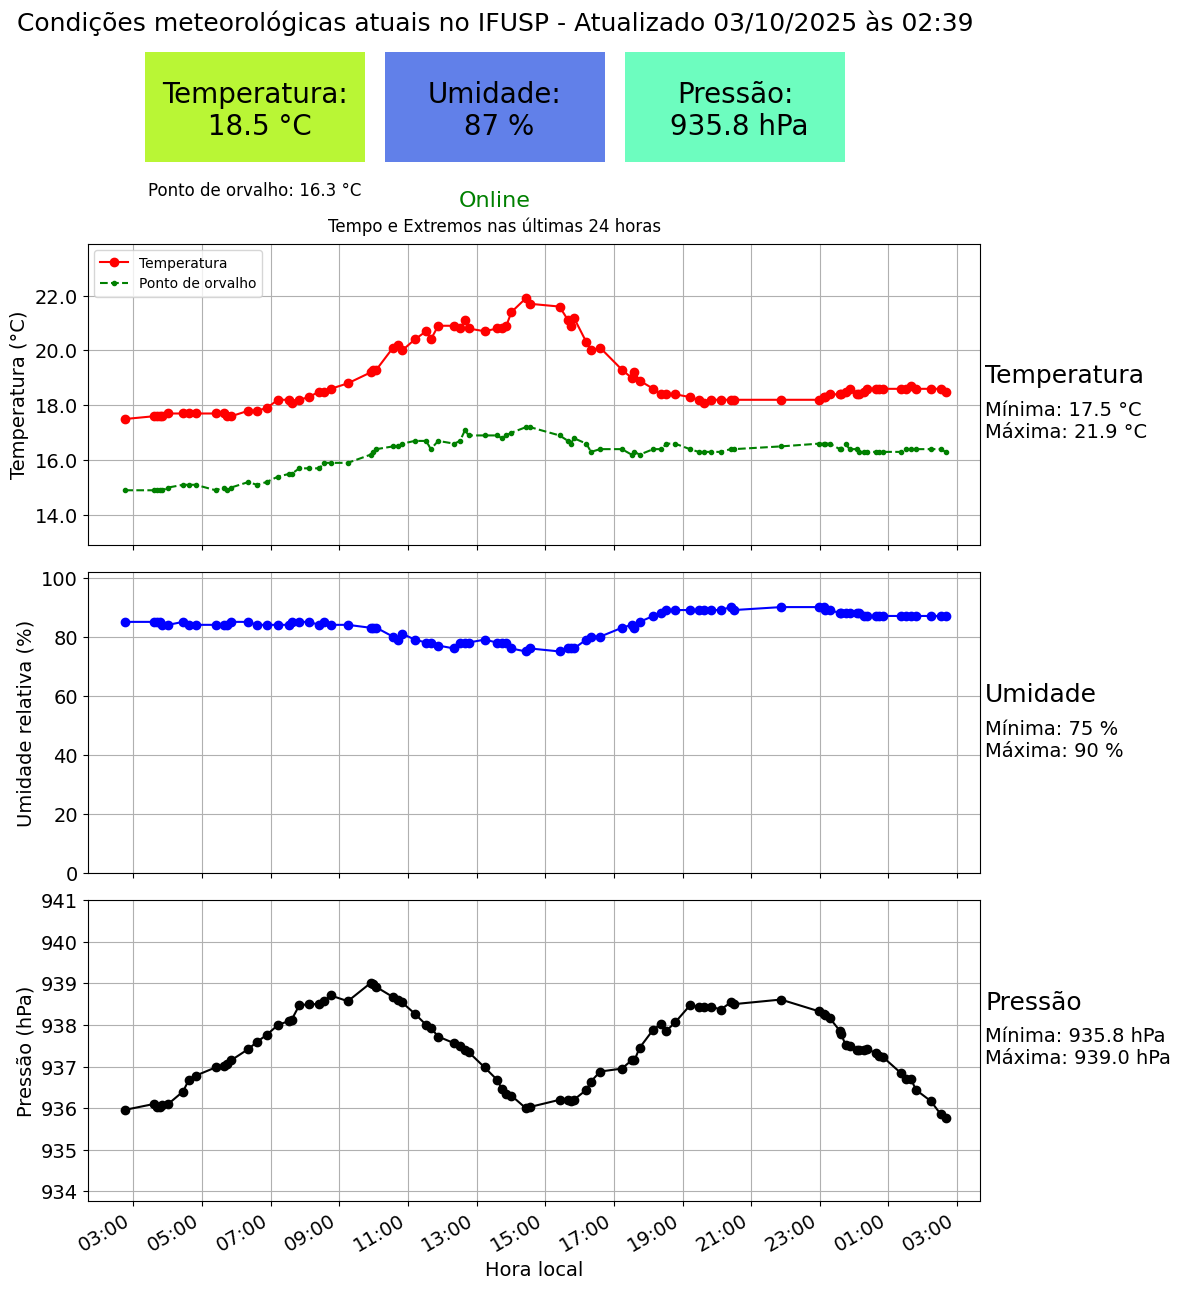 Condições meteorológicas atuais no IFUSP - Atualizado 03/10/2025 às 02:39
Temperatura:
18.5 °C
Umidade:
87 %
Pressão:
935.8 hPa
Ponto de orvalho: 16.3 °C
Online
Tempo e Extremos nas últimas 24 horas
Temperatura
Ponto de orvalho
Temperatura (°C)
22.0
20.0
18.0
16.0
14.0
Temperatura
Mínima: 17.5 °C
Máxima: 21.9 °C
Umidade relativa (%)
100
80
60
40
20
0
Umidade
Mínima: 75 %
Máxima: 90 %
Pressão (hPa)
941
940
939
938
937
936
935
934
Pressão
Mínima: 935.8 hPa
Máxima: 939.0 hPa
03:00
05:00
07:00
09:00
11:00
13:00
15:00
17:00
19:00
21:00
23:00
01:00
03:00
Hora local